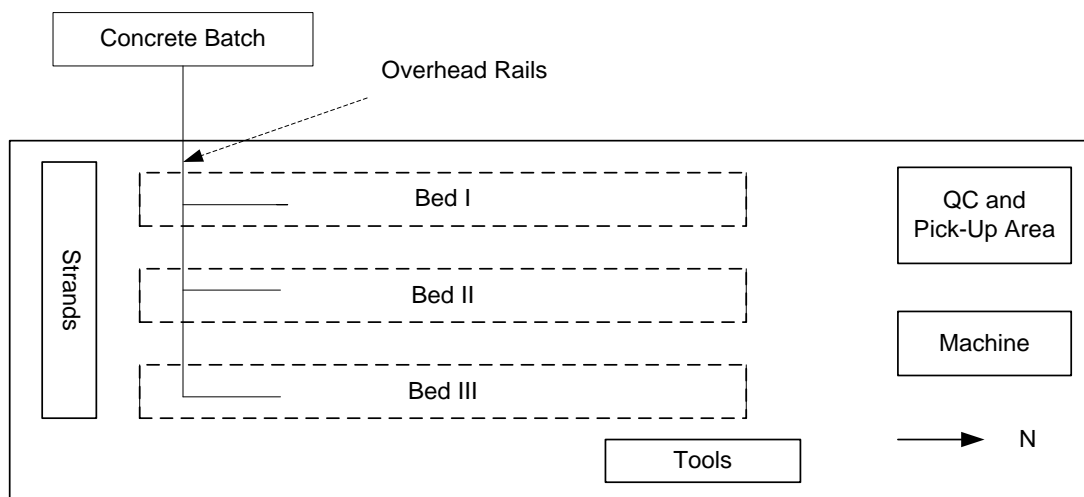 Concrete Batch
Overhead Rails
Strands
Bed I
QC and
Pick-Up Area
Bed II
Machine
Bed III
N
Tools